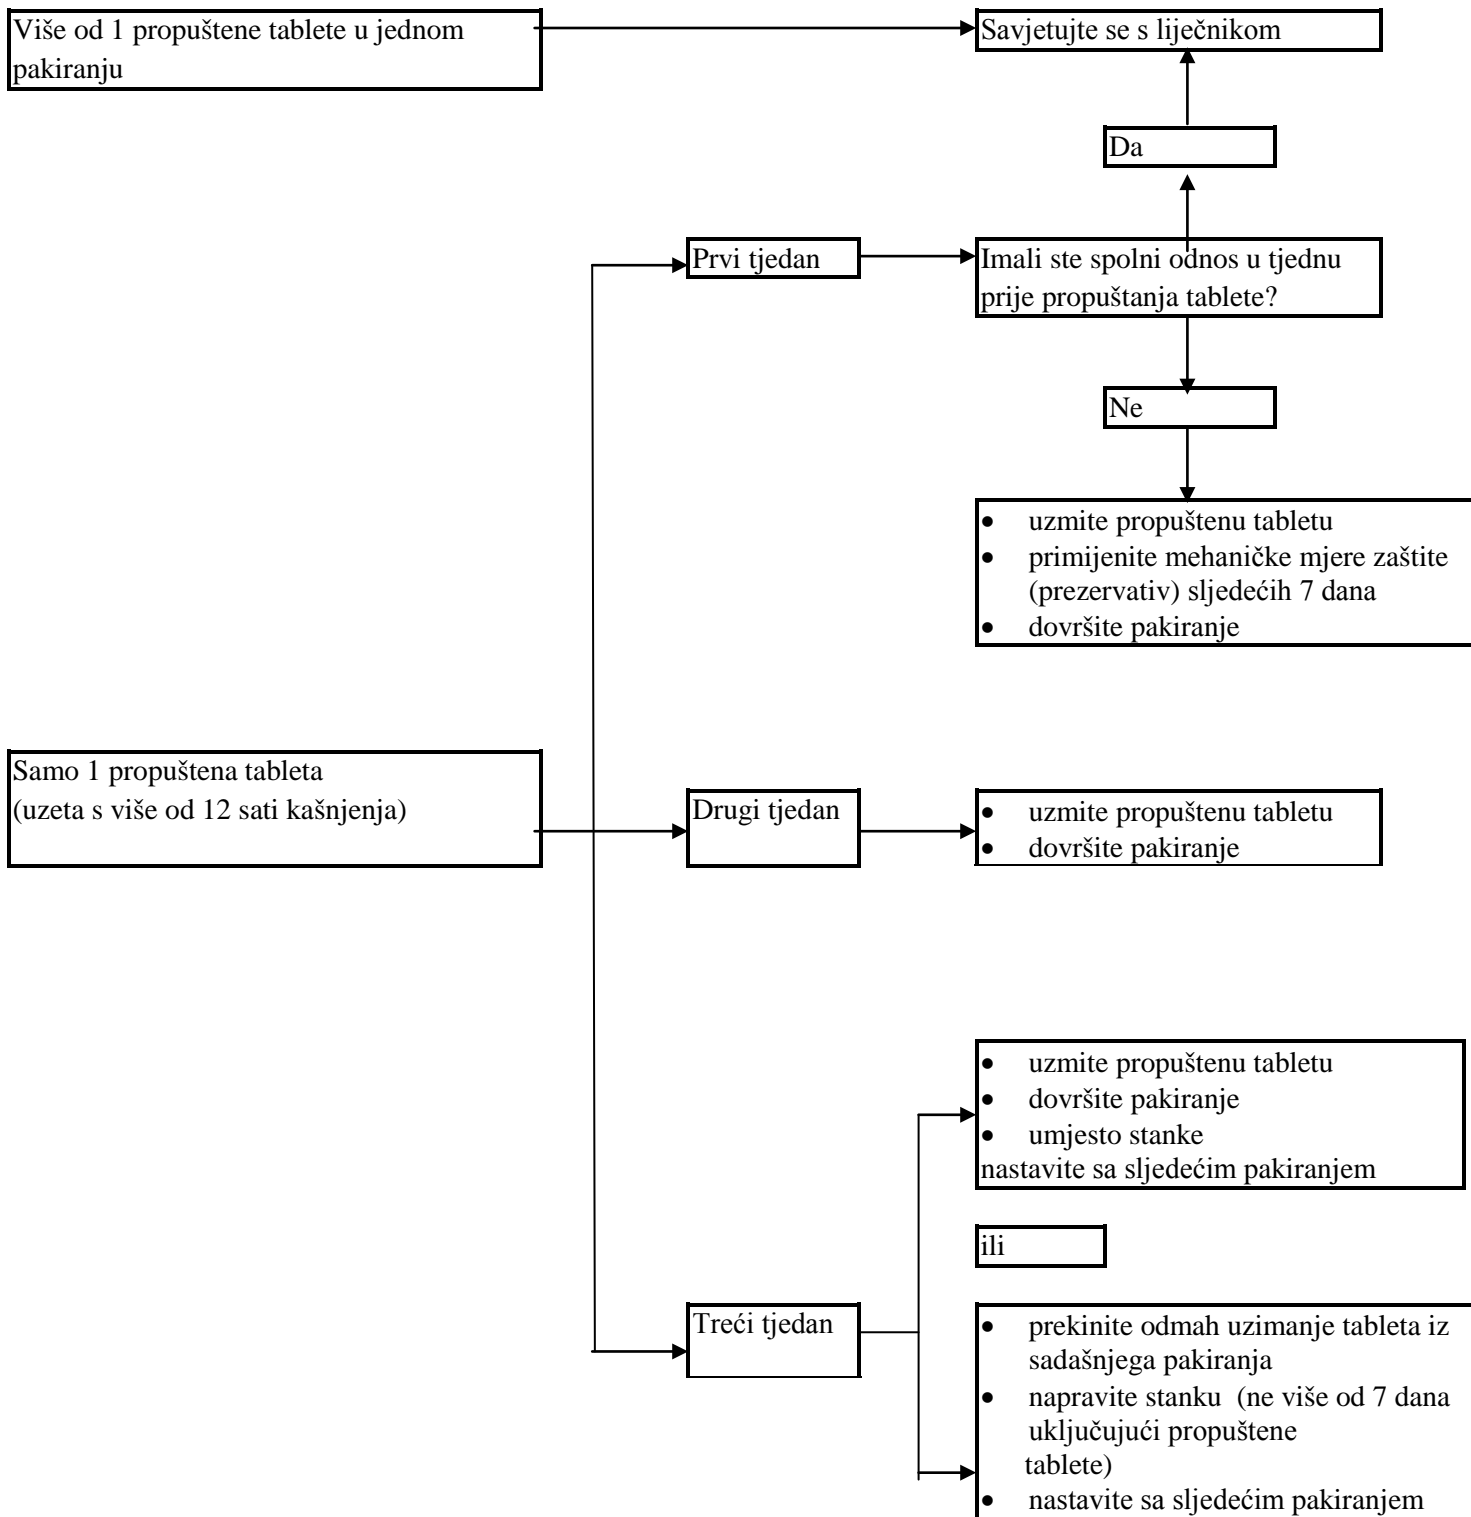 Više od 1 propuštene tablete u jednom
pakiranju
Savjetujte se s liječnikom
Da
Prvi tjedan
Imali ste spolni odnos u tjednu
prije propuštanja tablete?
Ne
• uzmite propuštenu tabletu
• primijenite mehaničke mjere zaštite
(prezervativ) sljedećih 7 dana
• dovršite pakiranje
Samo 1 propuštena tableta
(uzeta s više od 12 sati kašnjenja)
Drugi tjedan
• uzmite propuštenu tabletu
• dovršite pakiranje
• uzmite propuštenu tabletu
• dovršite pakiranje
• umjesto stanke
nastavite sa sljedećim pakiranjem
ili
Treći tjedan
• prekinite odmah uzimanje tableta iz
sadašnjega pakiranja
• napravite stanku (ne više od 7 dana
uključujući propuštene
tablete)
• nastavite sa sljedećim pakiranjem